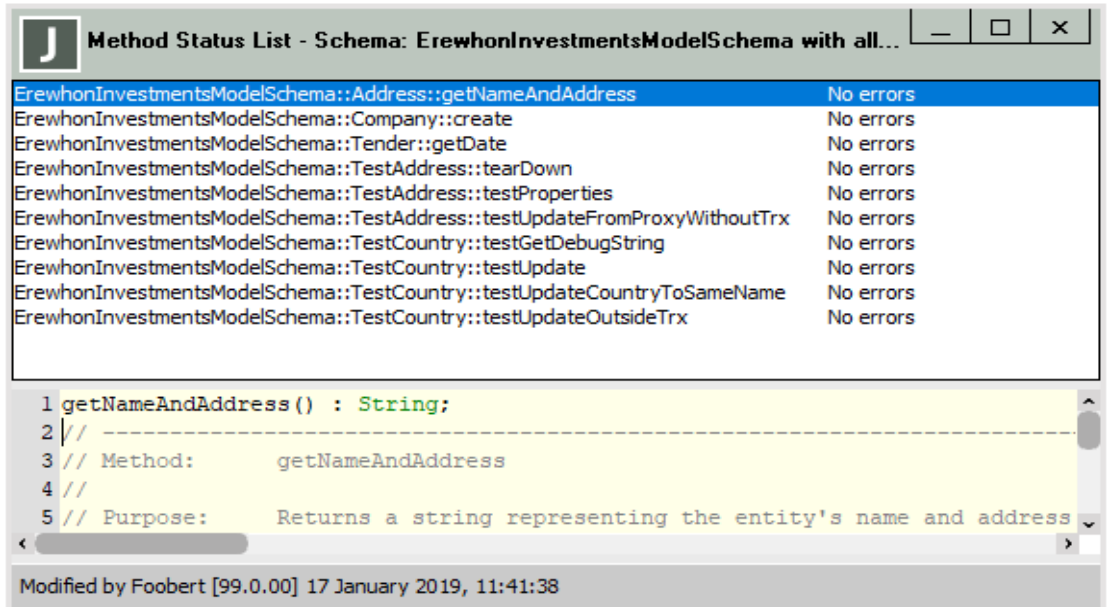 J
Method Status List - Schema: ErewhonInvestmentsModelSchema with all...
ErewhonInvestmentsModelSchema::Address::getNameAndAddress No errors
ErewhonInvestmentsModelSchema::Company::create No errors
ErewhonInvestmentsModelSchema::Tender::getDate No errors
ErewhonInvestmentsModelSchema::TestAddress::tearDown No errors
ErewhonInvestmentsModelSchema::TestAddress::testProperties No errors
ErewhonInvestmentsModelSchema::TestAddress::testUpdateFromProxyWithoutTrx No errors
ErewhonInvestmentsModelSchema::TestCountry::testGetDebugString No errors
ErewhonInvestmentsModelSchema::TestCountry::testUpdate No errors
ErewhonInvestmentsModelSchema::TestCountry::testUpdateCountryToSameName No errors
ErewhonInvestmentsModelSchema::TestCountry::testUpdateOutsideTrx No errors
1 getNameAndAddress() : String;
2 // --------------------------------------------------------------------------
3 // Method: getNameAndAddress
4 //
5 // Purpose: Returns a string representing the entity's name and address
Modified by Foobert [99.0.00] 17 January 2019, 11:41:38